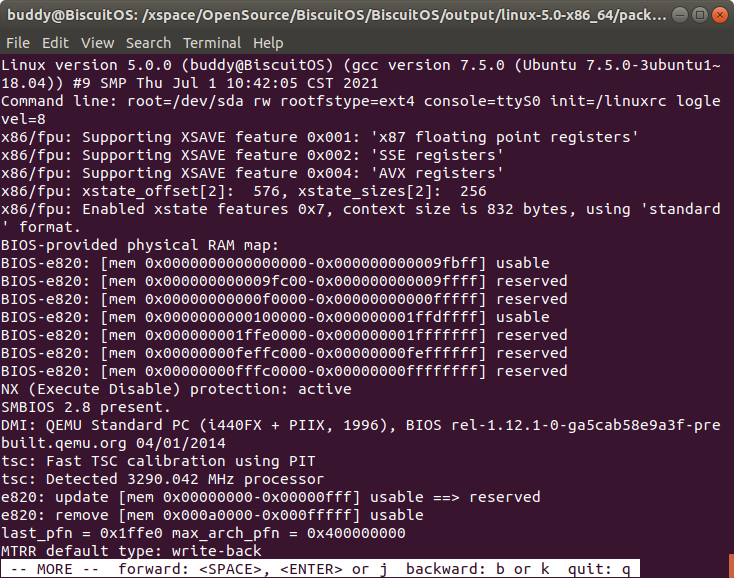 buddy@BiscuitOS: /xspace/OpenSource/BiscuitOS/BiscuitOS/output/linux-5.0-x86_64/pack...
File Edit View Search Terminal Help
Linux version 5.0.0 (buddy@BiscuitOS) (gcc version 7.5.0 (Ubuntu 7.5.0-3ubuntu1~
18.04)) #9 SMP Thu Jul 1 10:42:05 CST 2021
Command line: root=/dev/sda rw rootfstype=ext4 console=ttyS0 init=/linuxrc logle
vel=8
x86/fpu: Supporting XSAVE feature 0x001: 'x87 floating point registers'
x86/fpu: Supporting XSAVE feature 0x002: 'SSE registers'
x86/fpu: Supporting XSAVE feature 0x004: 'AVX registers'
x86/fpu: xstate_offset[2]:  576, xstate_sizes[2]:  256
x86/fpu: Enabled xstate features 0x7, context size is 832 bytes, using 'standard
' format.
BIOS-provided physical RAM map:
BIOS-e820: [mem 0x0000000000000000-0x000000000009fbff] usable
BIOS-e820: [mem 0x000000000009fc00-0x000000000009ffff] reserved
BIOS-e820: [mem 0x00000000000f0000-0x00000000000fffff] reserved
BIOS-e820: [mem 0x0000000000100000-0x000000001ffdffff] usable
BIOS-e820: [mem 0x000000001ffe0000-0x000000001fffffff] reserved
BIOS-e820: [mem 0x00000000feffc000-0x00000000feffffff] reserved
BIOS-e820: [mem 0x00000000fffc0000-0x00000000ffffffff] reserved
NX (Execute Disable) protection: active
SMBIOS 2.8 present.
DMI: QEMU Standard PC (i440FX + PIIX, 1996), BIOS rel-1.12.1-0-ga5cab58e9a3f-pre
built.qemu.org 04/01/2014
tsc: Fast TSC calibration using PIT
tsc: Detected 3290.042 MHz processor
e820: update [mem 0x00000000-0x00000fff] usable ==> reserved
e820: remove [mem 0x000a0000-0x000fffff] usable
last_pfn = 0x1ffe0 max_arch_pfn = 0x400000000
MTRR default type: write-back
-- MORE --  forward: <SPACE>, <ENTER> or j  backward: b or k  quit: q